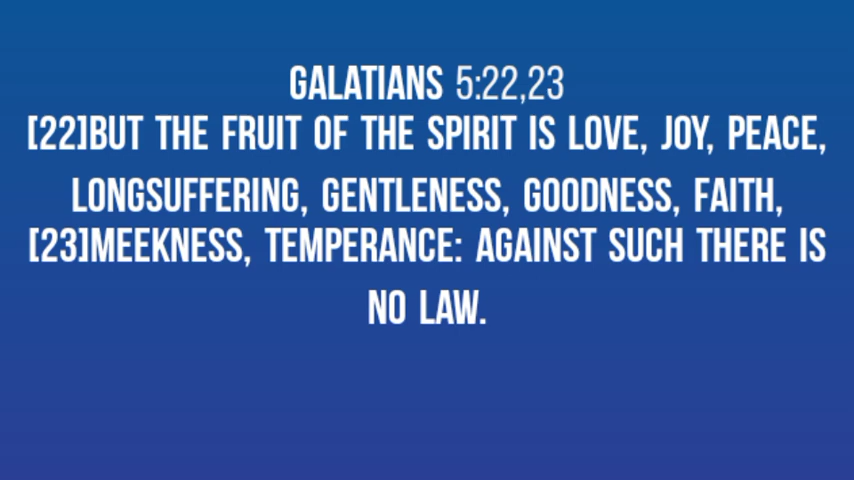 GALATIANS 5:22,23
[22]BUT THE FRUIT OF THE SPIRIT IS LOVE, JOY, PEACE,
LONGSUFFERING, GENTLENESS, GOODNESS, FAITH,
[23]MEEKNESS, TEMPERANCE: AGAINST SUCH THERE IS
NO LAW.